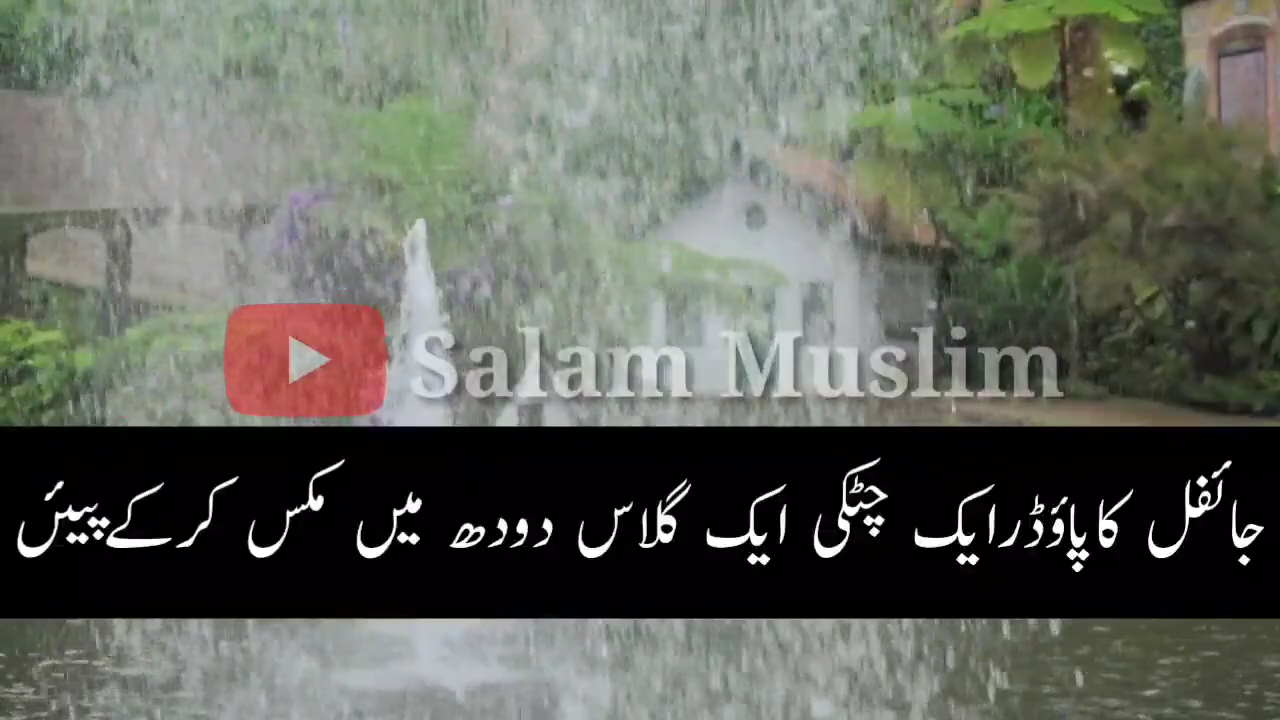 Salam Muslim
جائفل کا پاؤڈر ایک چٹکی ایک گلاس دودھ میں مکس کر کے پیئں